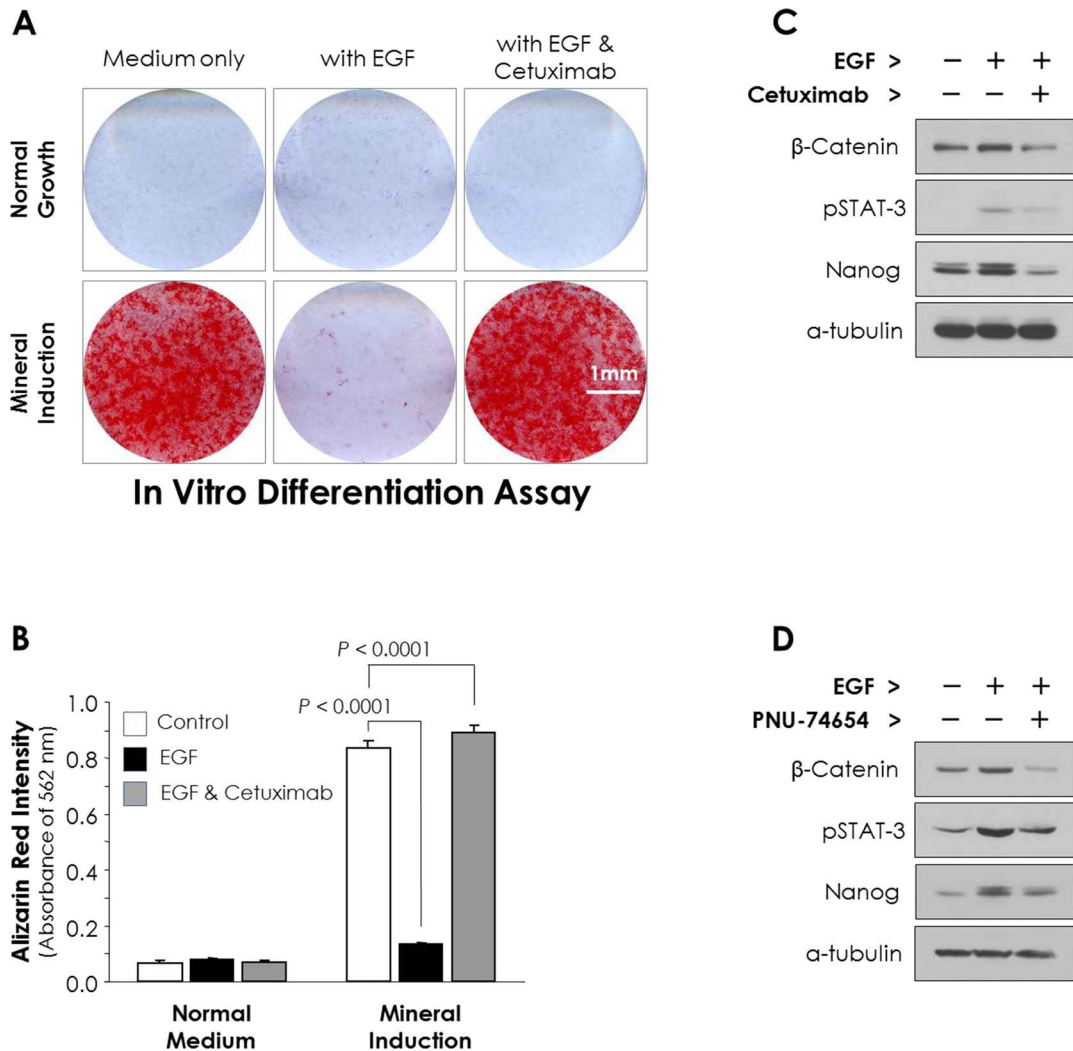 A
Medium only
with EGF
with EGF &
Cetuximab
Normal
Growth
Mineral
Induction
1mm
In Vitro Differentiation Assay
B
P < 0.0001
P < 0.0001
Alizarin Red Intensity
(Absorbance of 562 nm)
1.0
0.8
0.6
0.4
0.2
0.0
Control
EGF
EGF & Cetuximab
Normal
Medium
Mineral
Induction
C
EGF > − + +
Cetuximab > − − +
β-Catenin
pSTAT-3
Nanog
α-tubulin
D
EGF > − + +
PNU-74654 > − − +
β-Catenin
pSTAT-3
Nanog
α-tubulin